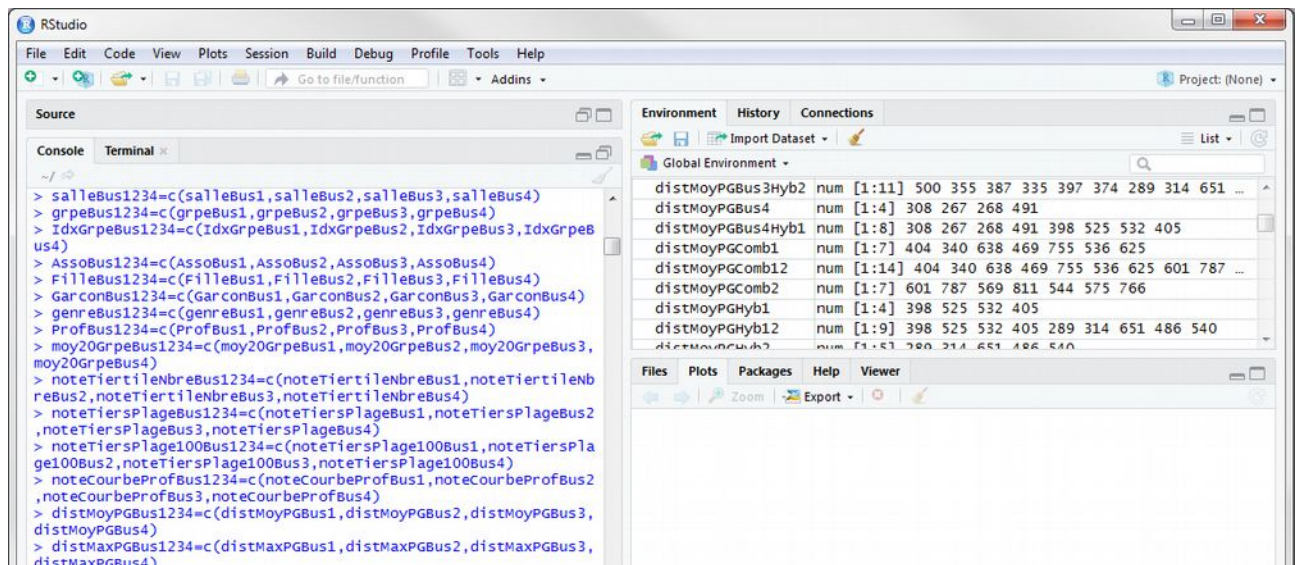 RStudio
File Edit Code View Plots Session Build Debug Profile Tools Help
Go to file/function Addins Project: (None)
Source
Console Terminal
~/
> salleBus1234=c(salleBus1,salleBus2,salleBus3,salleBus4)
> grpeBus1234=c(grpeBus1,grpeBus2,grpeBus3,grpeBus4)
> IdxGrpeBus1234=c(IdxGrpeBus1,IdxGrpeBus2,IdxGrpeBus3,IdxGrpeB
us4)
> AssoBus1234=c(AssoBus1,AssoBus2,AssoBus3,AssoBus4)
> FilleBus1234=c(FilleBus1,FilleBus2,FilleBus3,FilleBus4)
> GarconBus1234=c(GarconBus1,GarconBus2,GarconBus3,GarconBus4)
> genreBus1234=c(genreBus1,genreBus2,genreBus3,genreBus4)
> ProfBus1234=c(ProfBus1,ProfBus2,ProfBus3,ProfBus4)
> moy20GrpeBus1234=c(moy20GrpeBus1,moy20GrpeBus2,moy20GrpeBus3,
moy20GrpeBus4)
> noteTiertileNbreBus1234=c(noteTiertileNbreBus1,noteTiertileNb
reBus2,noteTiertileNbreBus3,noteTiertileNbreBus4)
> noteTiersPlageBus1234=c(noteTiersPlageBus1,noteTiersPlageBus2
,noteTiersPlageBus3,noteTiersPlageBus4)
> noteTiersPlage100Bus1234=c(noteTiersPlage100Bus1,noteTiersPla
ge100Bus2,noteTiersPlage100Bus3,noteTiersPlage100Bus4)
> noteCourbeProfBus1234=c(noteCourbeProfBus1,noteCourbeProfBus2
,noteCourbeProfBus3,noteCourbeProfBus4)
> distMoyPGBus1234=c(distMoyPGBus1,distMoyPGBus2,distMoyPGBus3,
distMoyPGBus4)
> distMaxPGBus1234=c(distMaxPGBus1,distMaxPGBus2,distMaxPGBus3,
distMaxPGBus4)
Environment History Connections
Import Dataset List
Global Environment
distMoyPGBus3Hyb2 num [1:11] 500 355 387 335 397 374 289 314 651 ...
distMoyPGBus4 num [1:4] 308 267 268 491
distMoyPGBus4Hyb1 num [1:8] 308 267 268 491 398 525 532 405
distMoyPGComb1 num [1:7] 404 340 638 469 755 536 625
distMoyPGComb12 num [1:14] 404 340 638 469 755 536 625 601 787 ...
distMoyPGComb2 num [1:7] 601 787 569 811 544 575 766
distMoyPGHyb1 num [1:4] 398 525 532 405
distMoyPGHyb12 num [1:9] 398 525 532 405 289 314 651 486 540
distMoyPGHyb2 num [1:5] 289 314 651 486 540
Files Plots Packages Help Viewer
Zoom Export